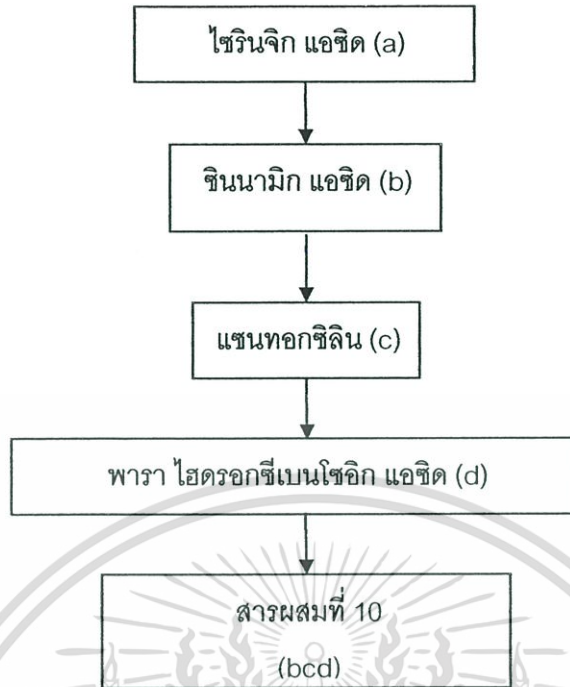 ไซรินจิก แอซิด (a)
ซินนามิก แอซิด (b)
แซนทอกซิลิน (c)
พารา ไฮดรอกซีเบนโซอิก แอซิด (d)
สารผสมที่ 10
(bcd)